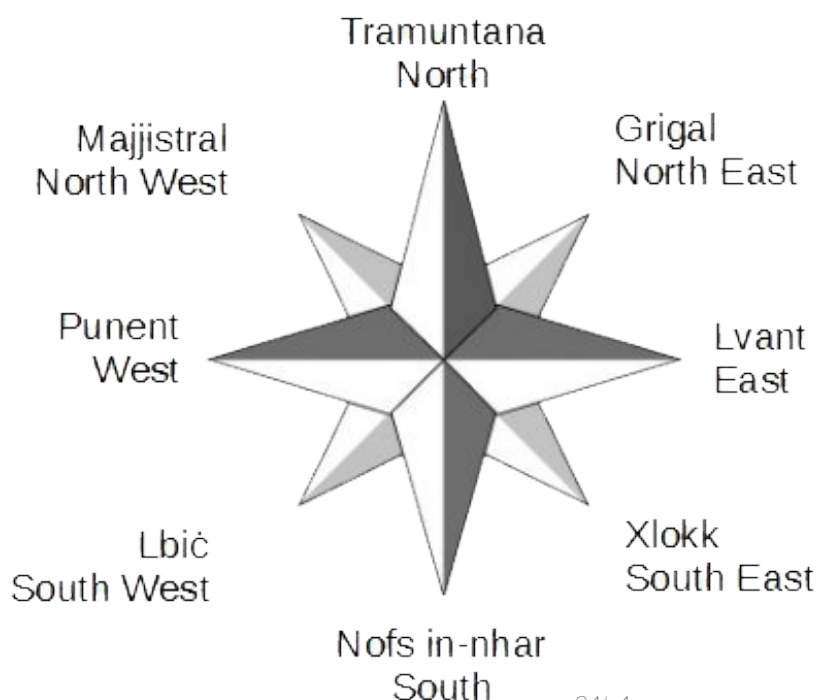 Tramuntana
North
Majjistral
North West
Grigal
North East
Punent
West
Lvant
East
Lbiċ
South West
Xlokk
South East
Nofs in-nhar
South